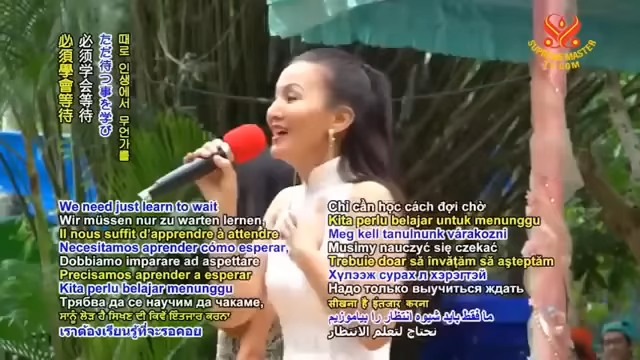 때로 인생에서 무언가를
ただ待つ事を学び
必须学会等待
必須學會等待
SUPREME MASTER
TV.COM
We need just learn to wait
Wir müssen nur zu warten lernen,
Il nous suffit d'apprendre à attendre
Necesitamos aprender cómo esperar,
Dobbiamo imparare ad aspettare
Precisamos aprender a esperar
Kita perlu belajar menunggu
Трябва да се научим да чакаме,
ਸਾਨੂੰ ਲੋੜ ਹੈ ਸਿਖਣ ਦੀ ਕਿਵੇਂ ਇੰਤਜਾਰ ਕਰਨਾ
เราต้องเรียนรู้ที่จะรอคอย
Chỉ cần học cách đợi chờ
Kita perlu belajar untuk menunggu
Meg kell tanulnunk várakozni
Musimy nauczyć się czekać
Trebuie doar să învăţăm să aşteptăm
Хүлээж сурах л хэрэгтэй
Надо только выучиться ждать
सीखना है इंतजार करना
ما فقط باید شیوه انتظار را بیاموزیم
نحتاج لتعلم الانتظار